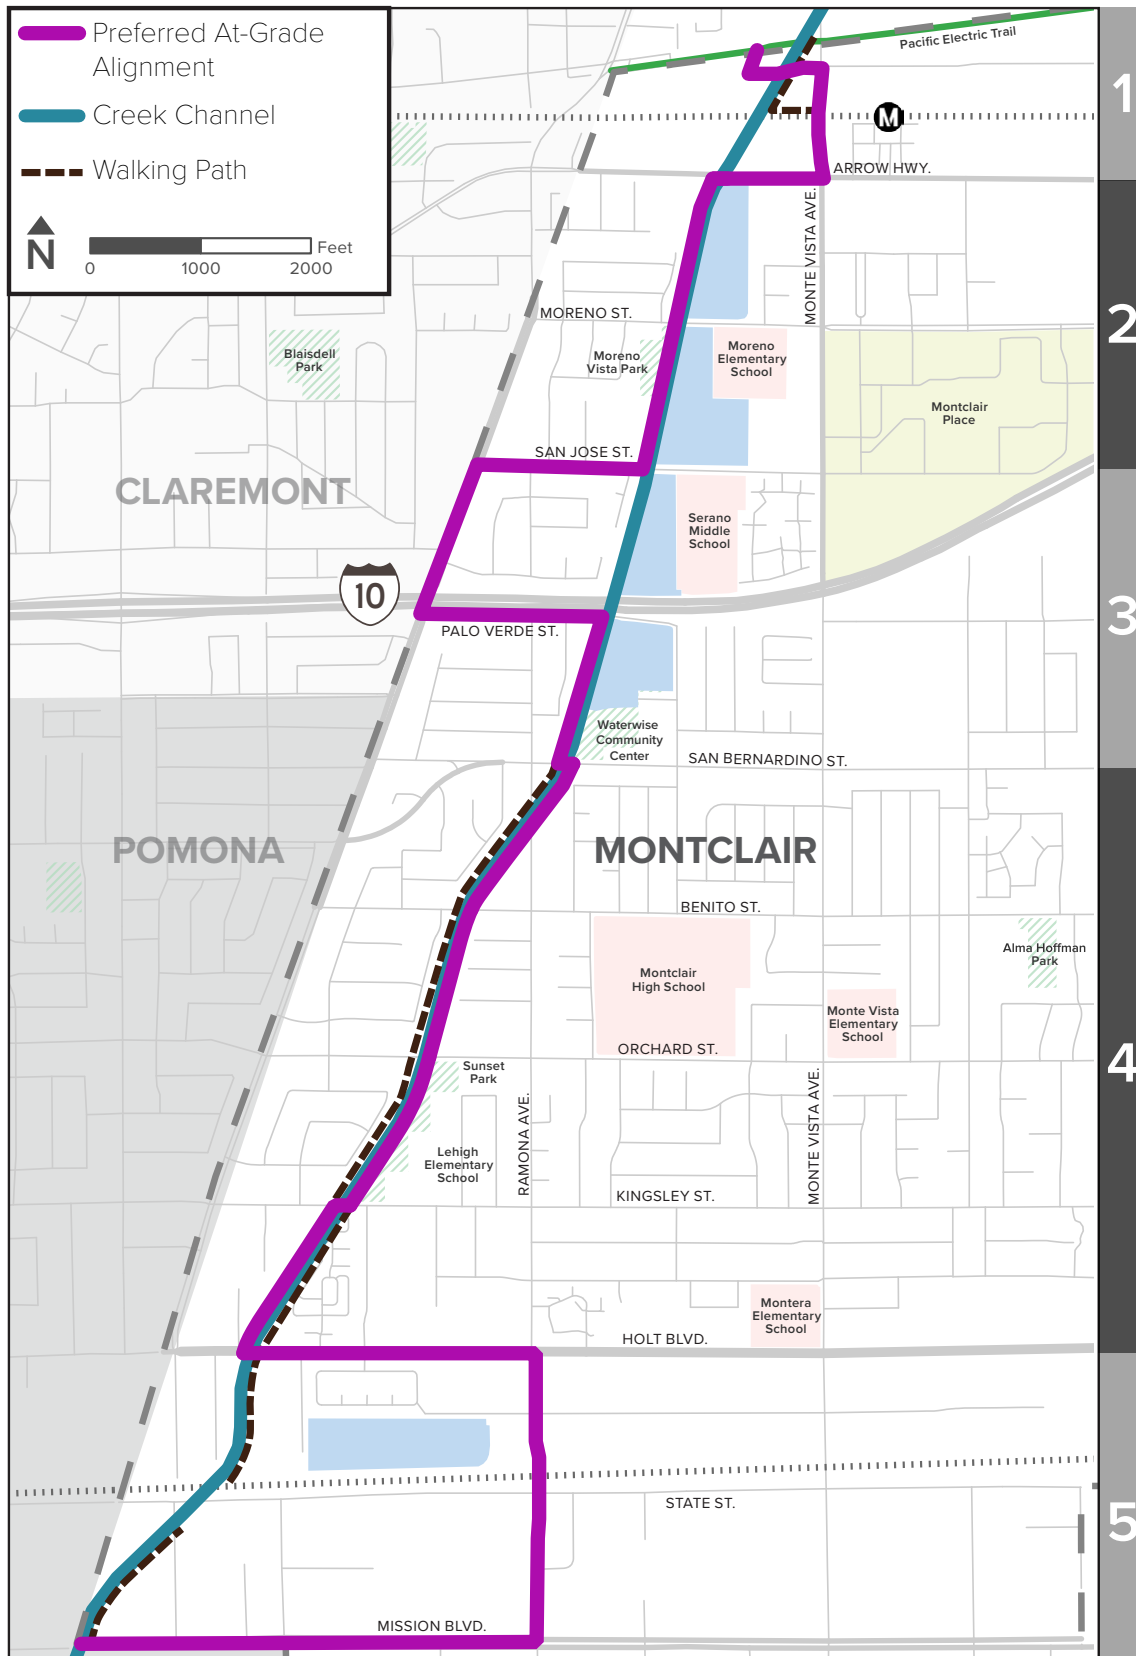 Preferred At-Grade
Alignment
Creek Channel
Walking Path
N
Feet
0 1000 2000
Pacific Electric Trail
1
M
ARROW HWY.
MONTE VISTA AVE.
MORENO ST.
2
Blaisdell
Park
Moreno
Vista Park
Moreno
Elementary
School
Montclair
Place
SAN JOSE ST.
CLAREMONT
Serano
Middle
School
10
3
PALO VERDE ST.
Waterwise
Community
Center
SAN BERNARDINO ST.
POMONA
MONTCLAIR
BENITO ST.
Alma Hoffman
Park
Montclair
High School
Monte Vista
Elementary
School
ORCHARD ST.
4
Sunset
Park
RAMONA AVE.
MONTE VISTA AVE.
Lehigh
Elementary
School
KINGSLEY ST.
Montera
Elementary
School
HOLT BLVD.
STATE ST.
5
MISSION BLVD.